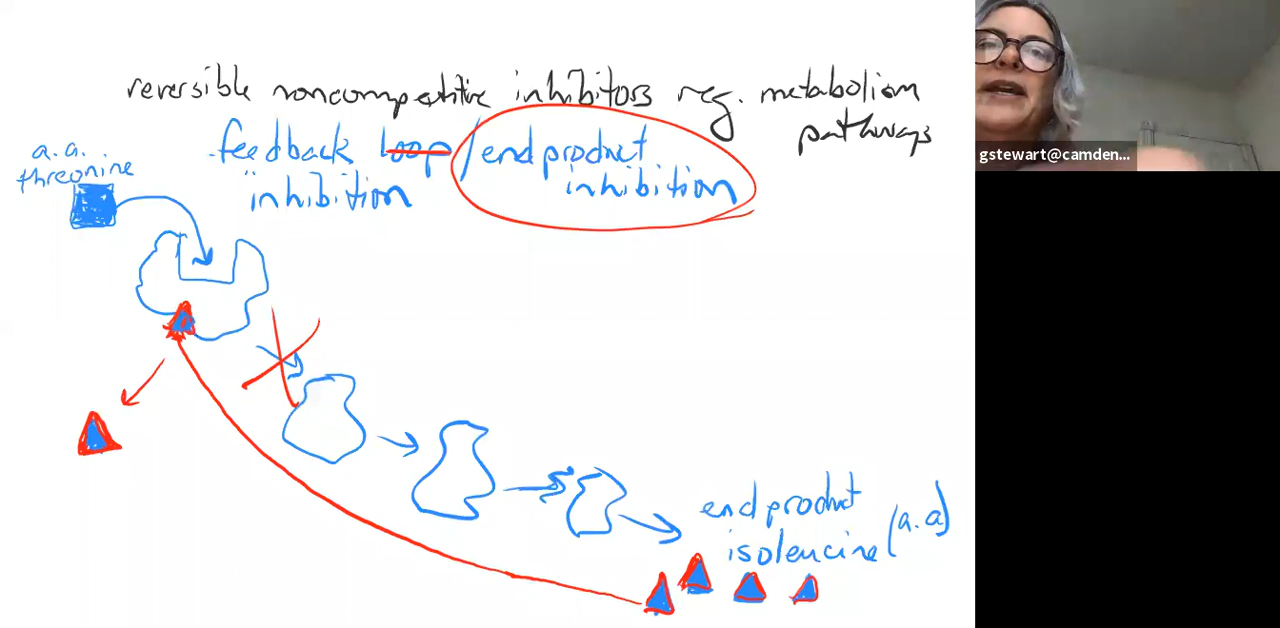 reversible noncompetitive inhibitors reg. metabolism
pathways
feedback loop / end product
inhibition inhibition
a.a.
threonine
end product
isoleucine (a.a)
gstewart@camden...